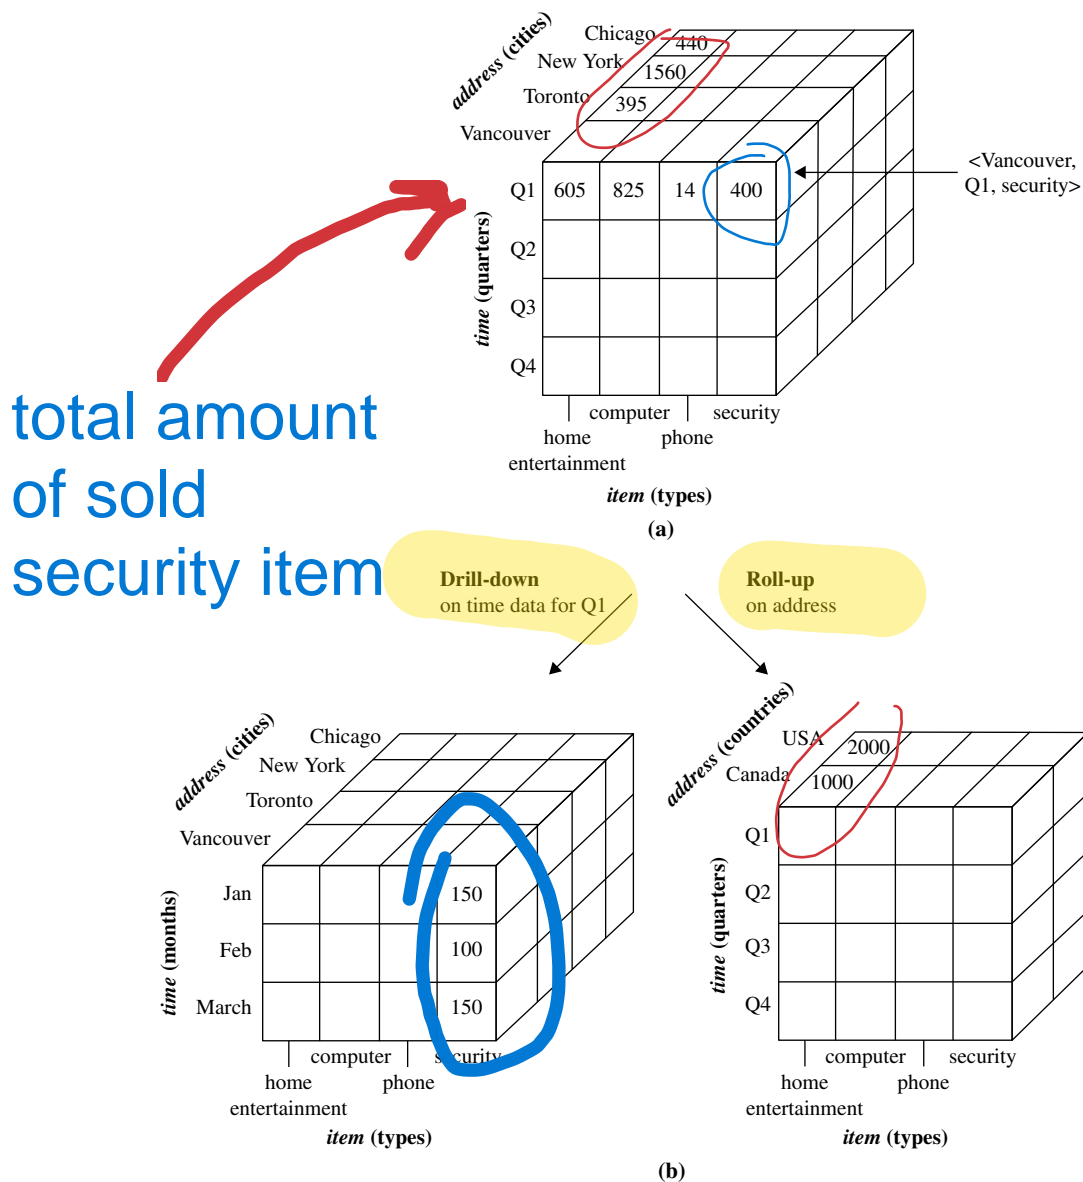 address (cities)
Chicago
440
New York
1560
Toronto
395
Vancouver
<Vancouver,
Q1, security>
time (quarters)
Q1 605 825 14 400
Q2
Q3
Q4
computer security
home phone
entertainment
item (types)
(a)
total amount
of sold
security item
Drill-down
on time data for Q1
Roll-up
on address
address (cities)
Chicago
New York
Toronto
Vancouver
time (months)
Jan 150
Feb 100
March 150
computer security
home phone
entertainment
item (types)
address (countries)
USA 2000
Canada 1000
time (quarters)
Q1
Q2
Q3
Q4
computer security
home phone
entertainment
item (types)
(b)